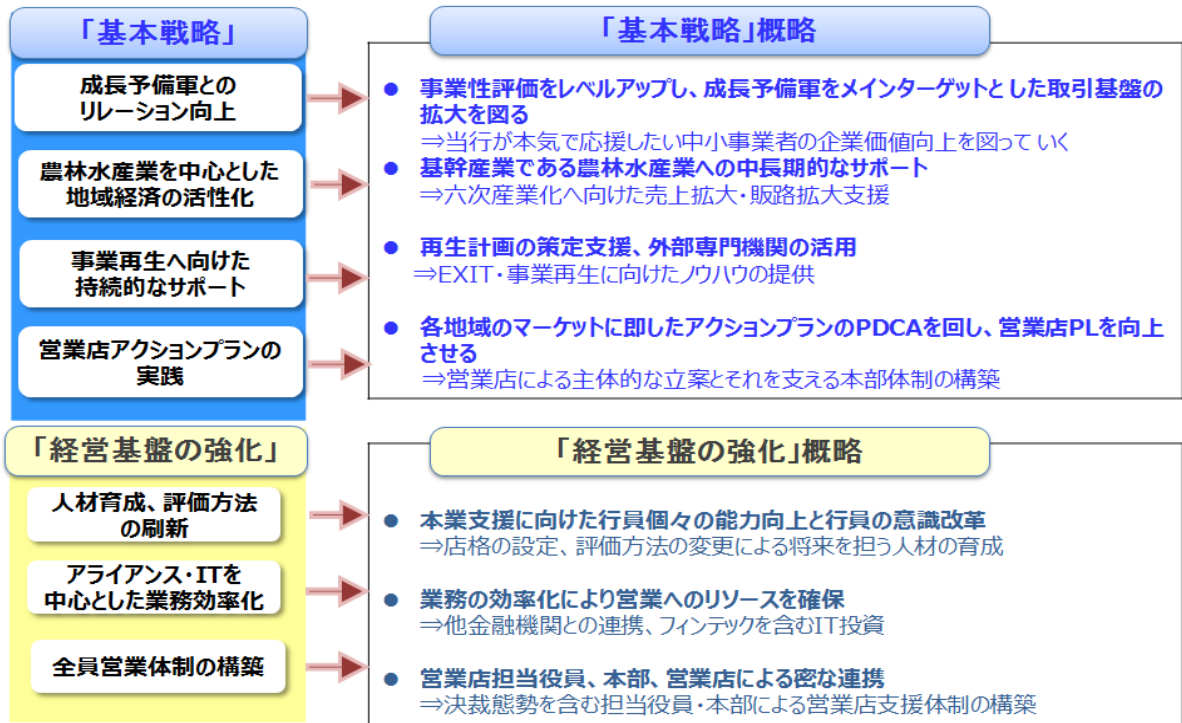 「基本戦略」
「基本戦略」概略
成長予備軍との
リレーション向上
● 事業性評価をレベルアップし、成長予備軍をメインターゲットとした取引基盤の
拡大を図る
⇒当行が本気で応援したい中小事業者の企業価値向上を図って いく
農林水産業を中心とした
地域経済の活性化
● 基幹産業である農林水産業への中長期的なサポート
⇒六次産業化へ向けた売上拡大・販路拡大支援
事業再生へ向けた
持続的なサポート
● 再生計画の策定支援、外部専門機関の活用
⇒EXIT・事業再生に向けたノウハウの提供
営業店アクションプランの
実践
● 各地域のマーケットに即したアクションプランのPDCAを回し、営業店PLを向上
させる
⇒営業店による主体的な立案とそれを支える本部体制の構築
「経営基盤の強化」
「経営基盤の強化」概略
人材育成、評価方法
の刷新
● 本業支援に向けた行員個々の能力向上と行員の意識改革
⇒店格の設定、評価方法の変更による将来を担う人材の育成
アライアンス・ITを
中心とした業務効率化
● 業務の効率化により営業へのリソースを確保
⇒他金融機関との連携、フィンテックを含むIT投資
全員営業体制の構築
● 営業店担当役員、本部、営業店による密な連携
⇒決裁態勢を含む担当役員・本部による営業店支援体制の構築